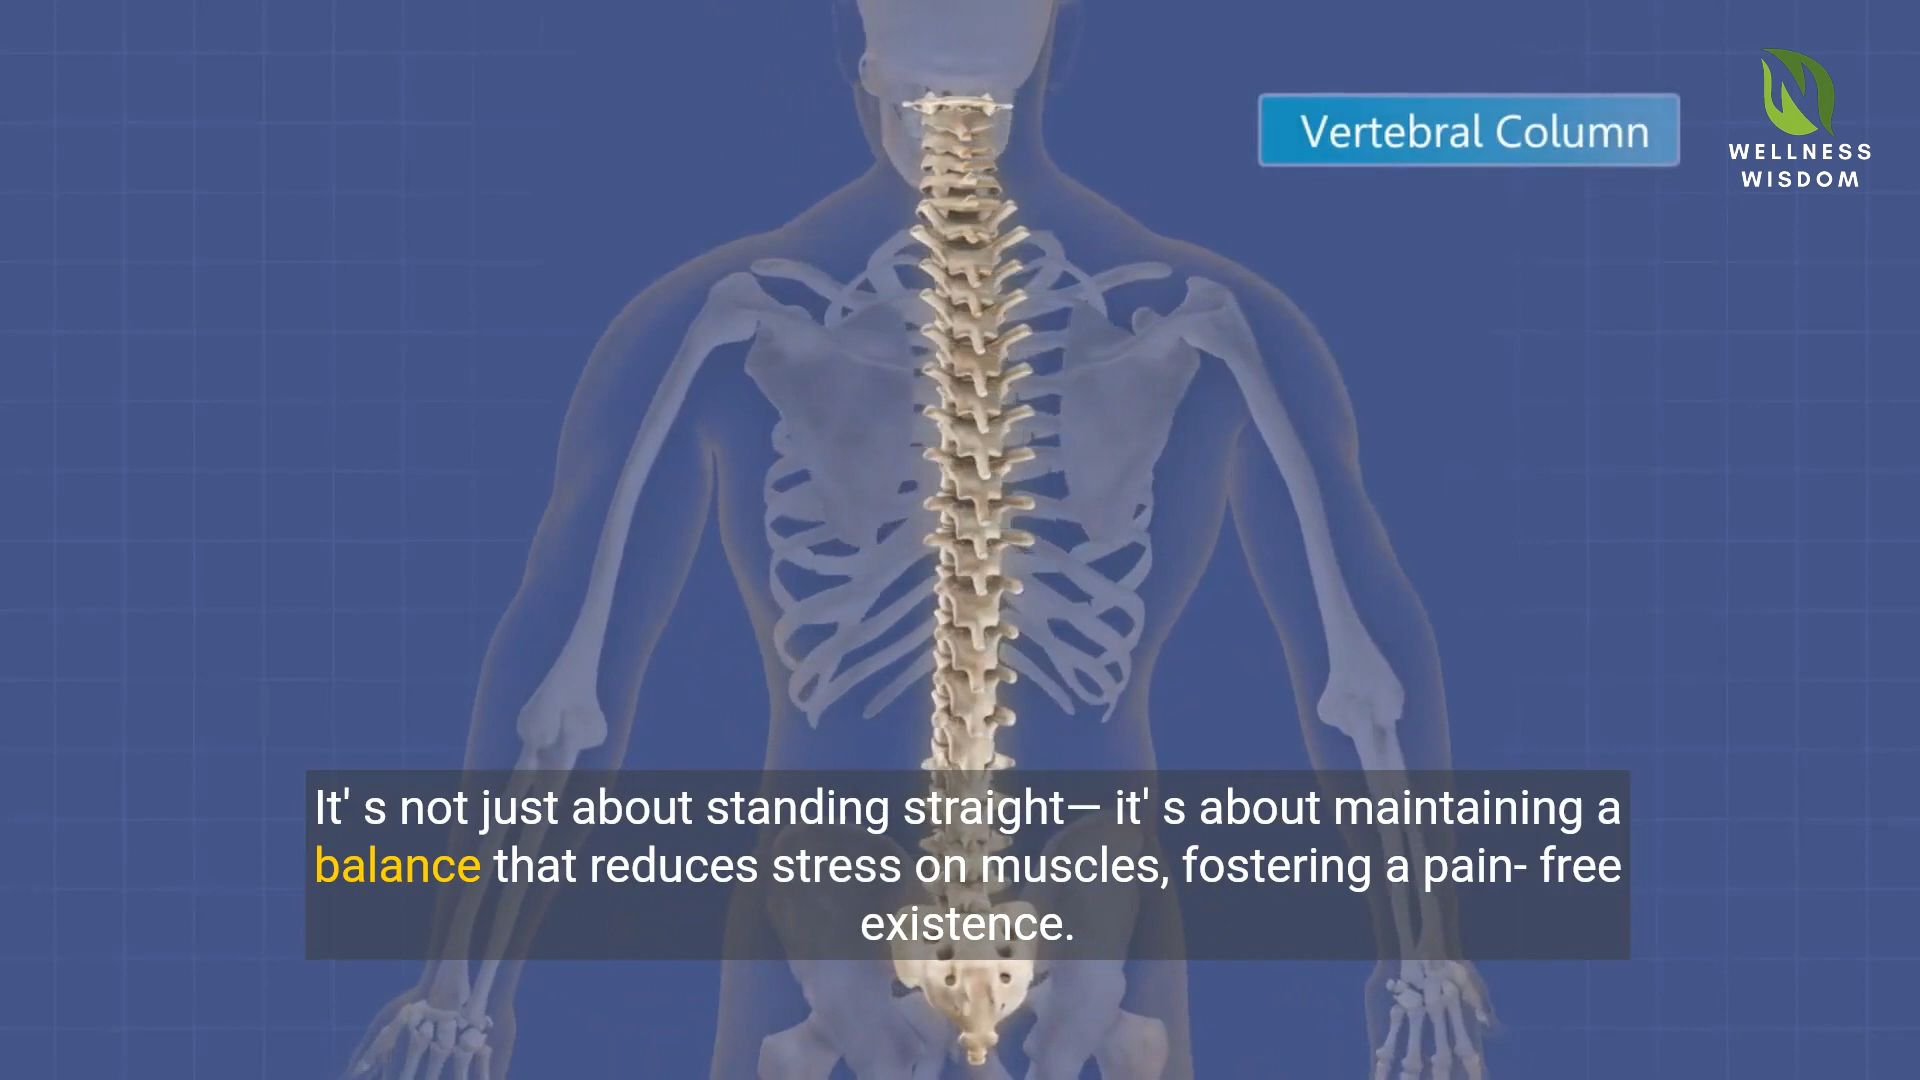 Vertebral Column
WELLNESS
WISDOM
It' s not just about standing straight— it' s about maintaining a
balance that reduces stress on muscles, fostering a pain- free
existence.